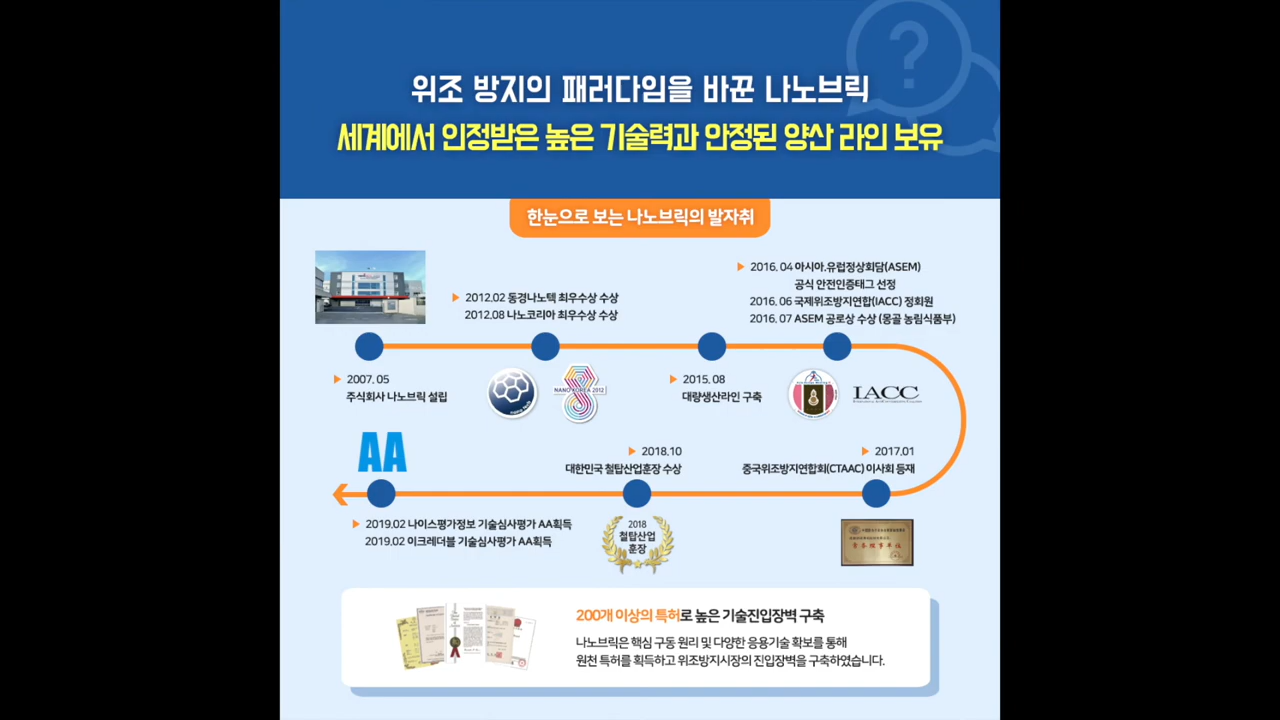 위조 방지의 패러다임을 바꾼 나노브릭
세계에서 인정받은 높은 기술력과 안정된 양산 라인 보유
한눈으로 보는 나노브릭의 발자취
2007. 05
주식회사 나노브릭 설립
2012.02 동경나노텍 최우수상 수상
2012.08 나노코리아 최우수상 수상
NANO KOREA 2012
2015. 08
대량생산라인 구축
2016. 04 아시아.유럽정상회담(ASEM)
공식 안전인증태그 선정
2016. 06 국제위조방지연합(IACC) 정회원
2016. 07 ASEM 공로상 수상 (몽골 농림식품부)
IACC
2017.01
중국위조방지연합회(CTAAC) 이사회 등재
2018.10
대한민국 철탑산업훈장 수상
2018
철탑산업
훈장
AA
2019.02 나이스평가정보 기술심사평가 AA획득
2019.02 이크레더블 기술심사평가 AA획득
200개 이상의 특허로 높은 기술진입장벽 구축
나노브릭은 핵심 구동 원리 및 다양한 응용기술 확보를 통해
원천 특허를 획득하고 위조방지시장의 진입장벽을 구축하였습니다.